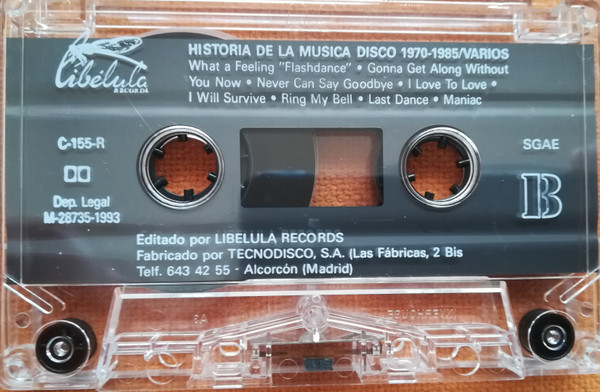 Libélula
RECORDS
HISTORIA DE LA MUSICA DISCO 1970-1985/VARIOS
What a Feeling "Flashdance" • Gonna Get Along Without
You Now • Never Can Say Goodbye • I Love To Love •
I Will Survive • Ring My Bell • Last Dance • Maniac
C-155-R
SGAE
Dep. Legal
M-28735-1993
B
Editado por LIBELULA RECORDS
Fabricado por TECNODISCO, S.A. (Las Fábricas, 2 Bis
Telf. 643 42 55 - Alcorcón (Madrid)